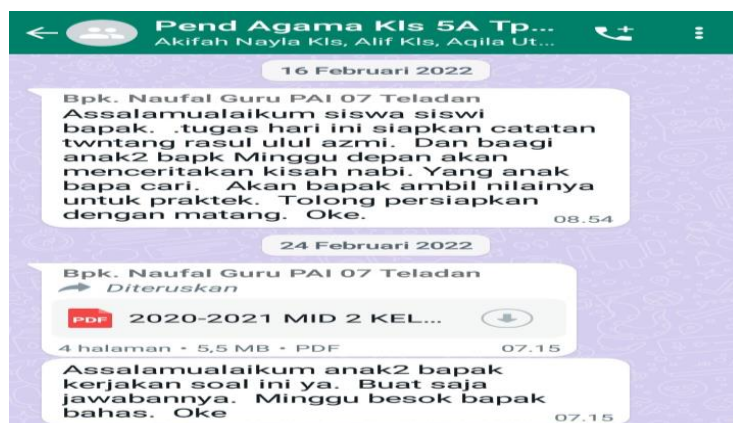 Pend Agama Kls 5A Tp...
Akifah Nayla Kls, Alif Kls, Aqila Ut...
16 Februari 2022
Bpk. Naufal Guru PAI 07 Teladan
Assalamualaikum siswa siswi
bapak. .tugas hari ini siapkan catatan
twntang rasul ulul azmi. Dan baagi
anak2 bapk Minggu depan akan
menceritakan kisah nabi. Yang anak
bapa cari. Akan bapak ambil nilainya
untuk praktek. Tolong persiapkan
dengan matang. Oke.
08.54
24 Februari 2022
Bpk. Naufal Guru PAI 07 Teladan
Diteruskan
PDF 2020-2021 MID 2 KEL...
4 halaman • 5,5 MB • PDF 07.15
Assalamualaikum anak2 bapak
kerjakan soal ini ya. Buat saja
jawabannya. Minggu besok bapak
bahas. Oke
07.15